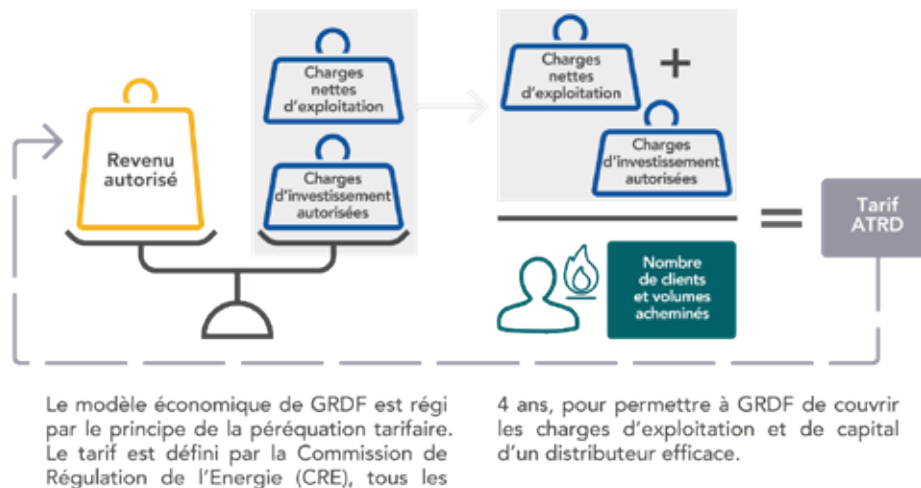 Revenu
autorisé
Charges
nettes
d'exploitation
Charges
d'investissement
autorisées
Charges
nettes
d'exploitation
+
Charges
d'investissement
autorisées
Nombre
de clients
et volumes
acheminés
=
Tarif
ATRD
Le modèle économique de GRDF est régi
par le principe de la péréquation tarifaire.
Le tarif est défini par la Commission de
Régulation de l'Energie (CRE), tous les
4 ans, pour permettre à GRDF de couvrir
les charges d'exploitation et de capital
d'un distributeur efficace.